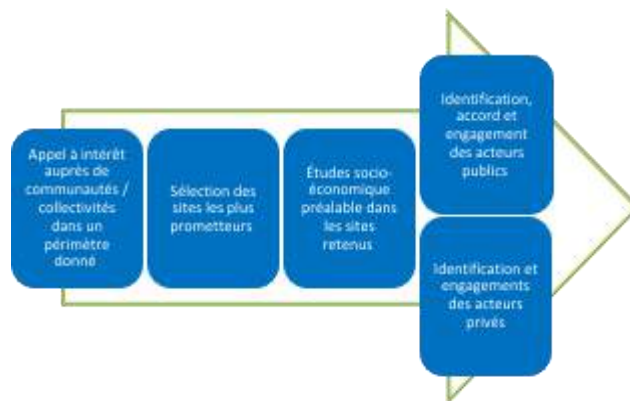 Appel à intérêt
auprès de
communautés /
collectivités
dans un
périmètre
donné
Sélection des
sites les plus
prometteurs
Études socio-
économique
préalable dans
les sites
retenus
Identification,
accord et
engagement
des acteurs
publics
Identification et
engagements
des acteurs
privés